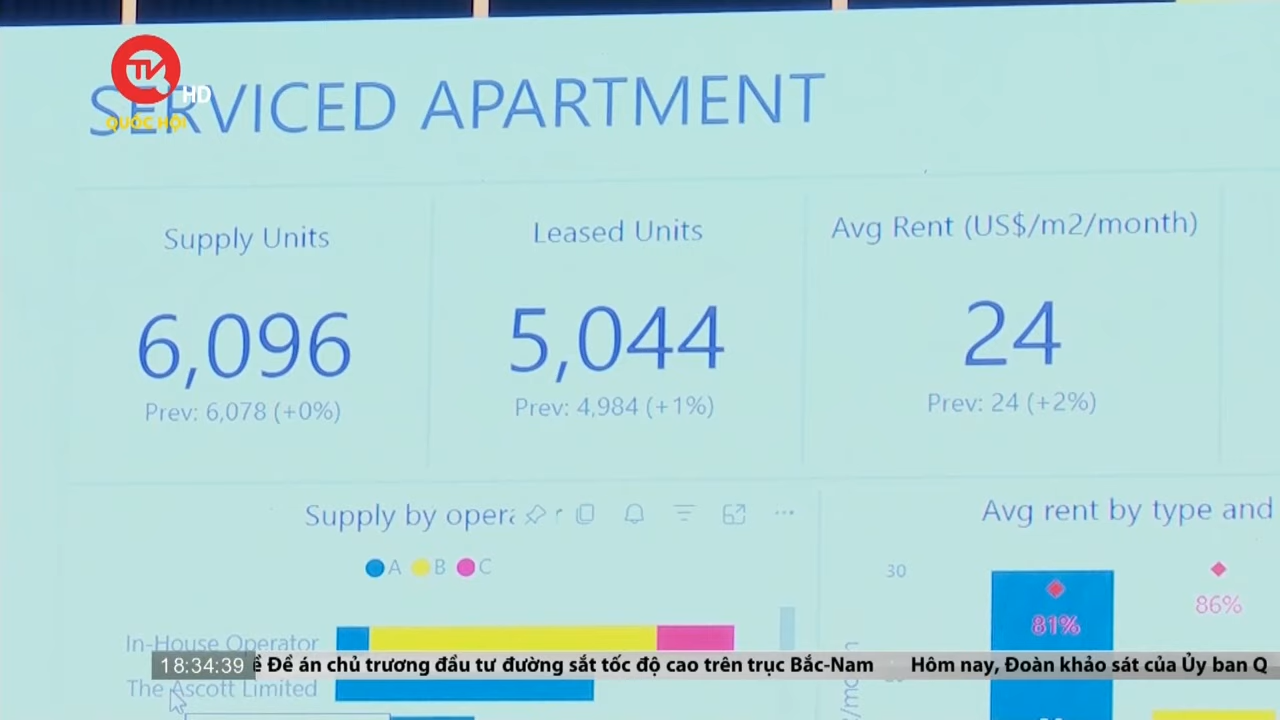 TV
HD
QUỐC HỘI
SERVICED APARTMENT
Supply Units
6,096
Prev: 6,078 (+0%)
Leased Units
5,044
Prev: 4,984 (+1%)
Avg Rent (US$/m2/month)
24
Prev: 24 (+2%)
Supply by opera
A B C
In-House Operator
The Ascott Limited
Avg rent by type and
30
81%
86%
18:34:39
Đề án chủ trương đầu tư đường sắt tốc độ cao trên trục Bắc-Nam Hôm nay, Đoàn khảo sát của Ủy ban Q